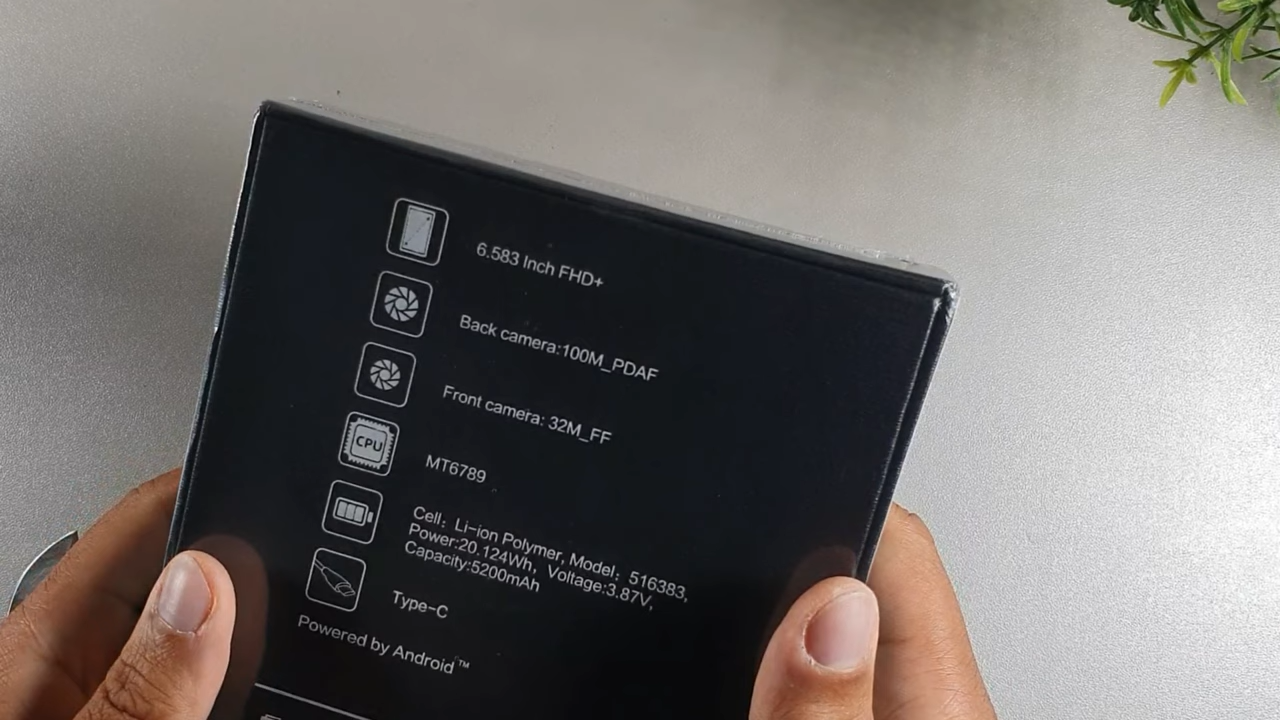 6.583 Inch FHD+
Back camera:100M_PDAF
Front camera: 32M_FF
CPU
MT6789
Cell: Li-ion Polymer, Model: 516383,
Power:20.124Wh, Voltage:3.87V,
Capacity:5200mAh
Type-C
Powered by Android™